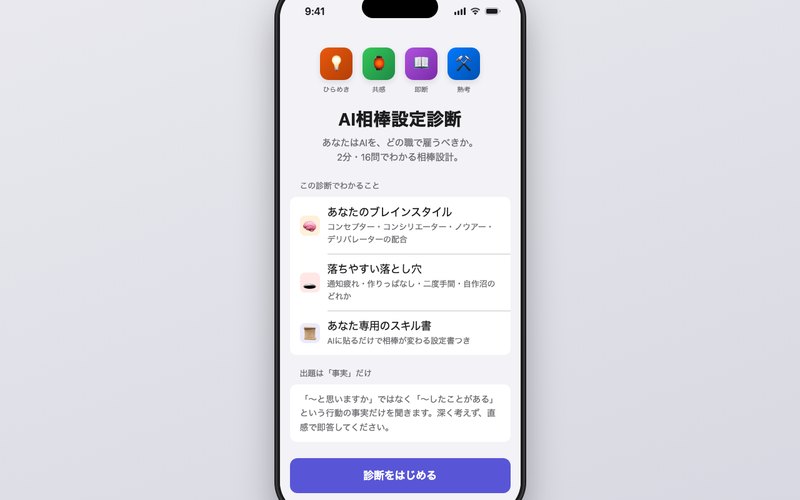 9:41
ひらめき
共感
即断
熟考
AI相棒設定診断
あなたはAIを、どの職で雇うべきか。
2分・16問でわかる相棒設計。
この診断でわかること
あなたのブレインスタイル
コンセプター・コンシリエーター・ノウアー・
デリバレーターの配合
落ちやすい落とし穴
通知疲れ・作りっぱなし・二度手間・自作沼の
どれか
あなた専用のスキル書
AIに貼るだけで相棒が変わる設定書つき
出題は「事実」だけ
「〜と思いますか」ではなく「〜したことがある」
という行動の事実だけを聞きます。深く考えず、直
感で即答してください。
診断をはじめる